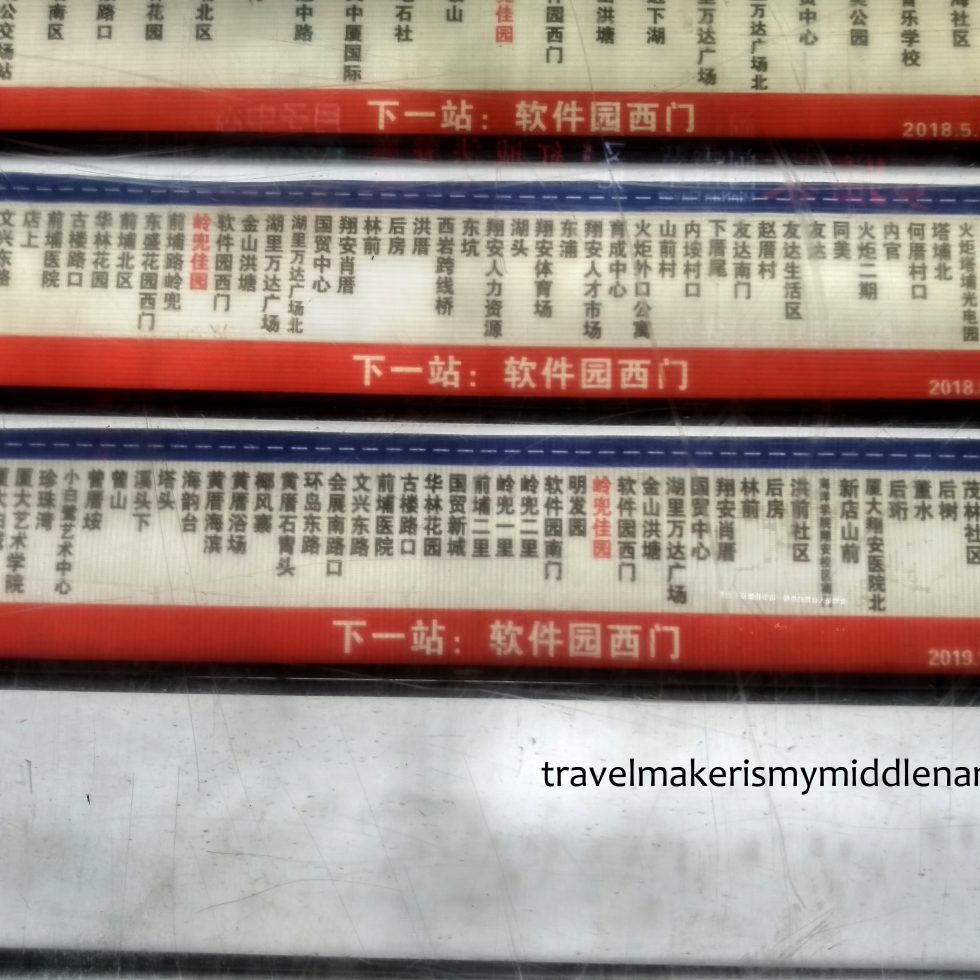 南区
路口
花园
北区
中路
中厦国际
石社
山
佳园
件园西门
洪塘
下湖
万达广场
万达广场北
中心
公园
音乐学校
海社区
下一站：软件园西门
2018.5.
文兴东路
店上
前埔医院
古楼路口
华林花园
前埔北区
东盛花园西门
前埔路岭兜
岭兜佳园
软件园西门
金山洪塘
湖里万达广场
湖里万达广场北
国贸中心
翔安肖厝
林前
后房
洪厝
西岩跨线桥
东坑
翔安人力资源
湖头
翔安体育场
东浦
翔安人才市场
育成中心
火炬外口公寓
山前村
内垵村口
下厝尾
友达南门
赵厝村
友达生活区
友达
同美
火炬二期
内官
何厝村口
塔埔北
下一站：软件园西门
2018.
厦大艺术学院
珍珠湾
小白鹭艺术中心
曾厝垵
曾山
溪头下
塔头
海韵台
黄厝海滨
黄厝浴场
椰风寨
黄厝石胄头
环岛东路
会展南路口
文兴东路
前埔医院
古楼路口
华林花园
国贸新城
前埔二里
岭兜一里
岭兜二里
软件园南门
明发园
岭兜佳园
软件园西门
金山洪塘
湖里万达广场
国贸中心
翔安肖厝
林前
后房
洪前社区
新店山前
厦大翔安医院北
后珩
董水
后树
茂林社区
下一站：软件园西门
2019.
travelmakerismymiddlenam